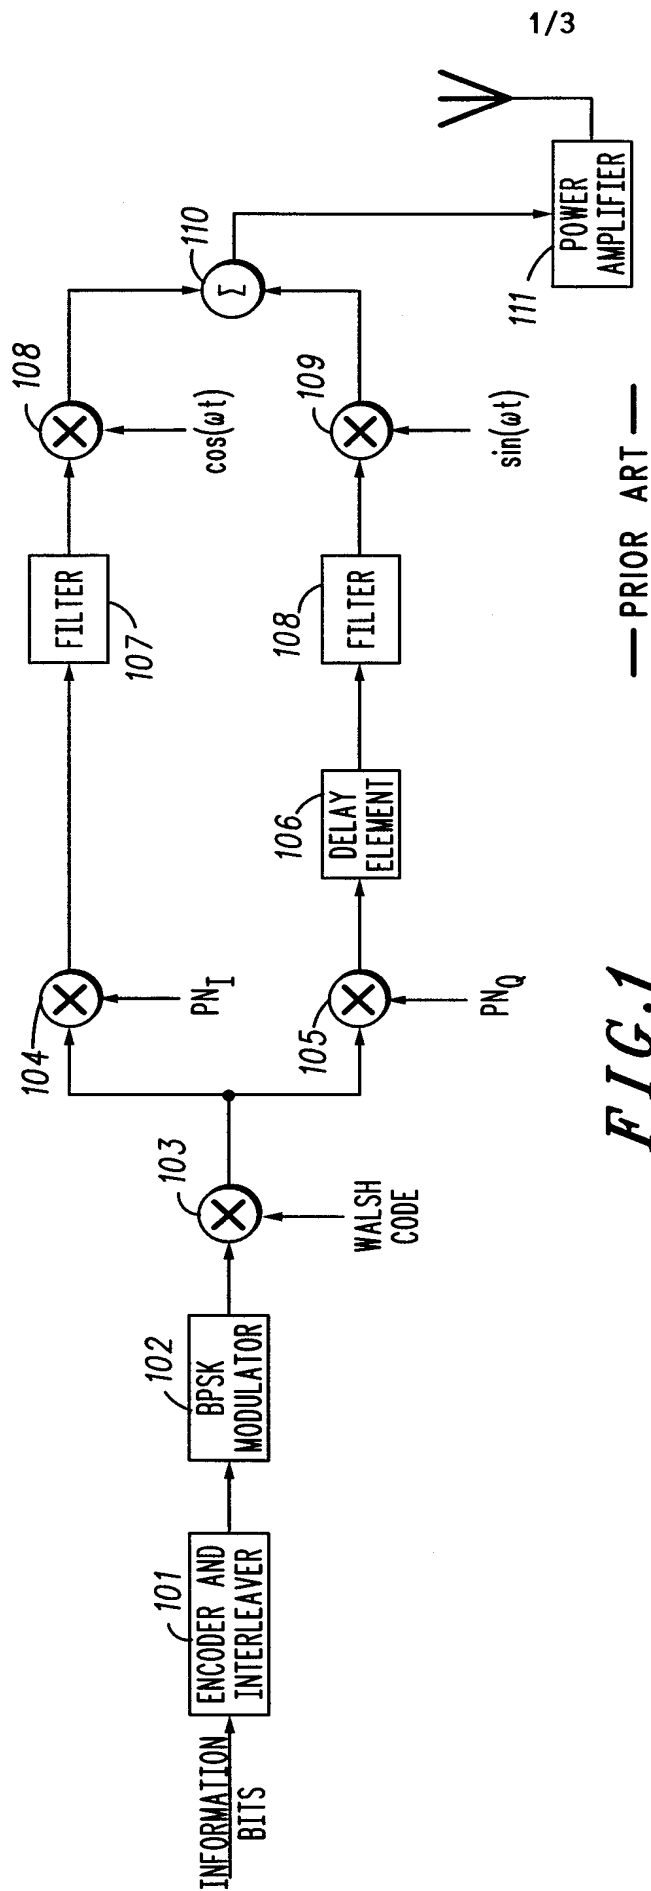 1/3
INFORMATION
BITS
101
ENCODER AND
INTERLEAVER
102
BPSK
MODULATOR
103
WALSH
CODE
104
PN_I
105
PN_Q
106
DELAY
ELEMENT
107
FILTER
108
FILTER
108
cos(ωt)
109
sin(ωt)
110
Σ
111
POWER
AMPLIFIER
FIG.1
—PRIOR ART—